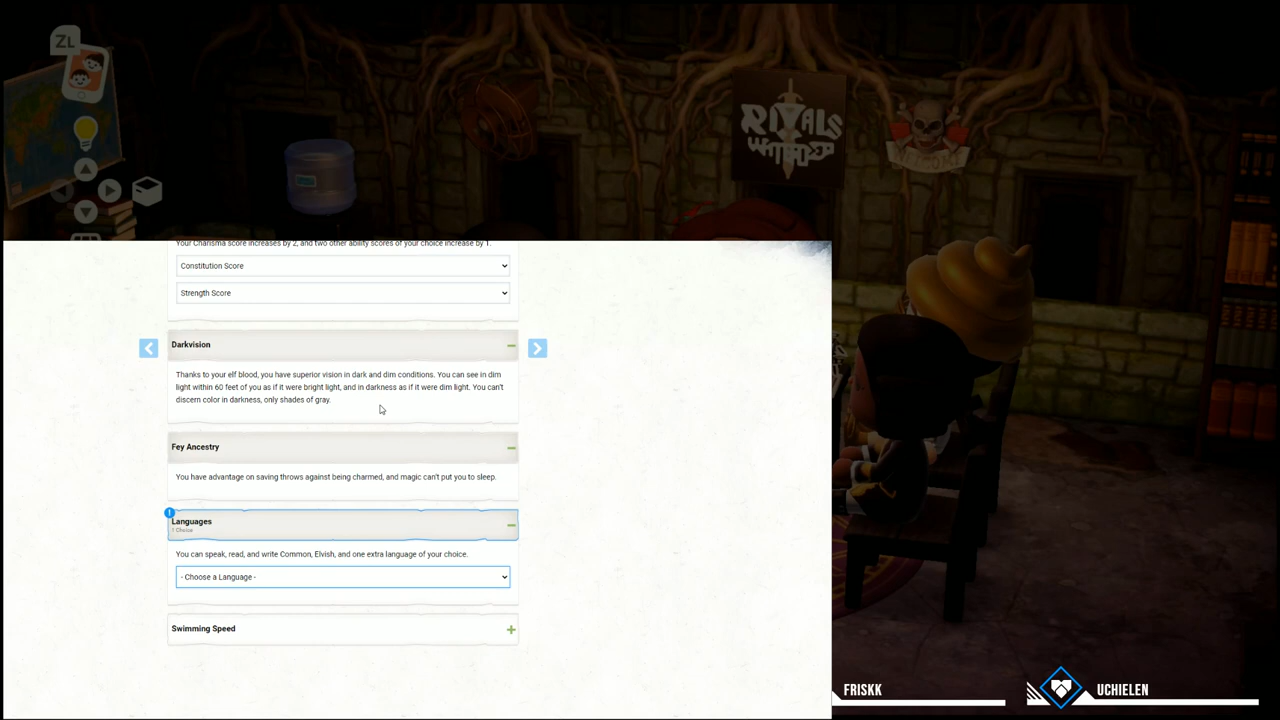 ZL
RIVALS
WATERDEEP
Your Charisma score increases by 2, and two other ability scores of your choice increase by 1.
Constitution Score
Strength Score
Darkvision
Thanks to your elf blood, you have superior vision in dark and dim conditions. You can see in dim
light within 60 feet of you as if it were bright light, and in darkness as if it were dim light. You can't
discern color in darkness, only shades of gray.
Fey Ancestry
You have advantage on saving throws against being charmed, and magic can't put you to sleep.
!
Languages
1 Choice
You can speak, read, and write Common, Elvish, and one extra language of your choice.
- Choose a Language -
Swimming Speed
FRISKK
UCHIELEN